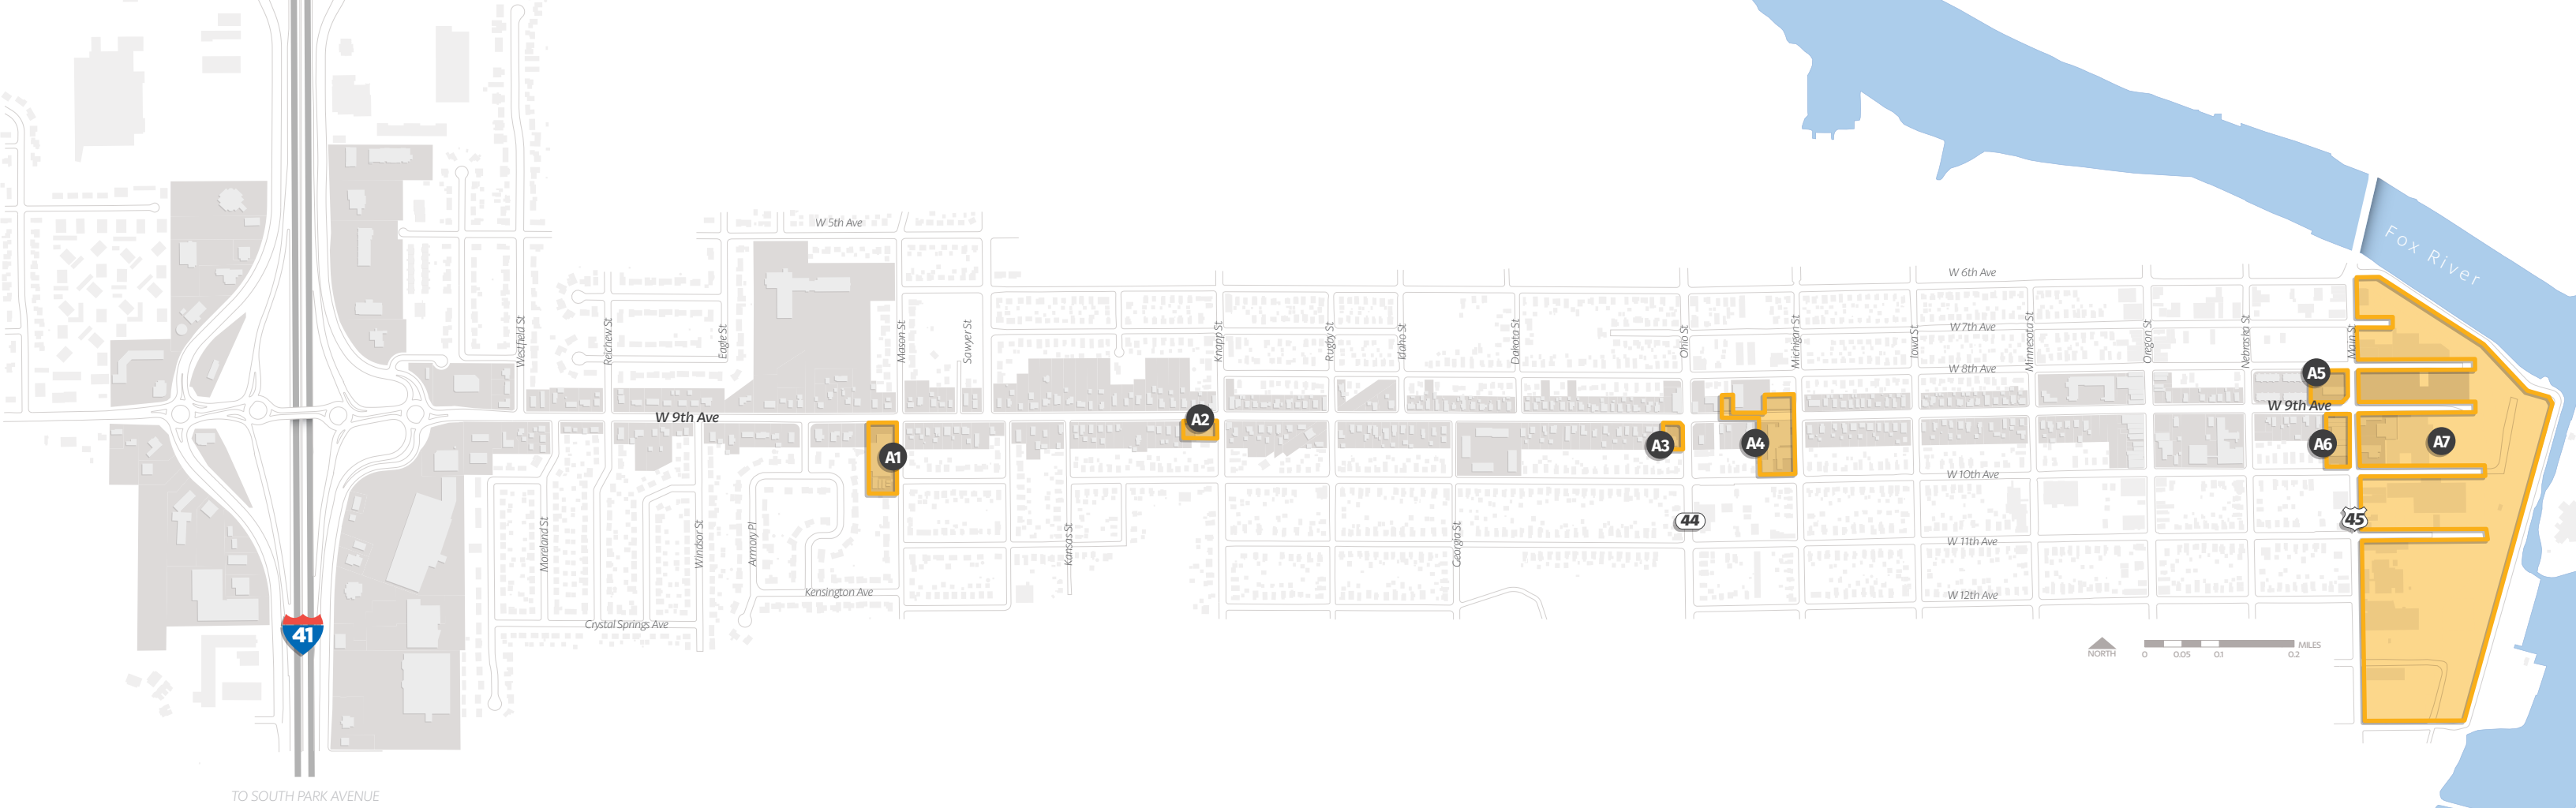 W 5th Ave
Fox River
W 6th Ave
Westfield St
Reichow St
Eagle St
Mason St
Sawyer St
Knapp St
Rugby St
Idaho St
Dakota St
Ohio St
Michigan St
Iowa St
Minnesota St
Oregon St
Nebraska St
Main St
W 7th Ave
W 8th Ave
A5
W 9th Ave
W 9th Ave
A1
A2
A3
A4
A6
A7
W 10th Ave
44
45
Moreland St
Windsor St
Armory Pl
Kansas St
Georgia St
W 11th Ave
Kensington Ave
W 12th Ave
Crystal Springs Ave
41
NORTH
0 0.05 0.1 0.2 MILES
TO SOUTH PARK AVENUE